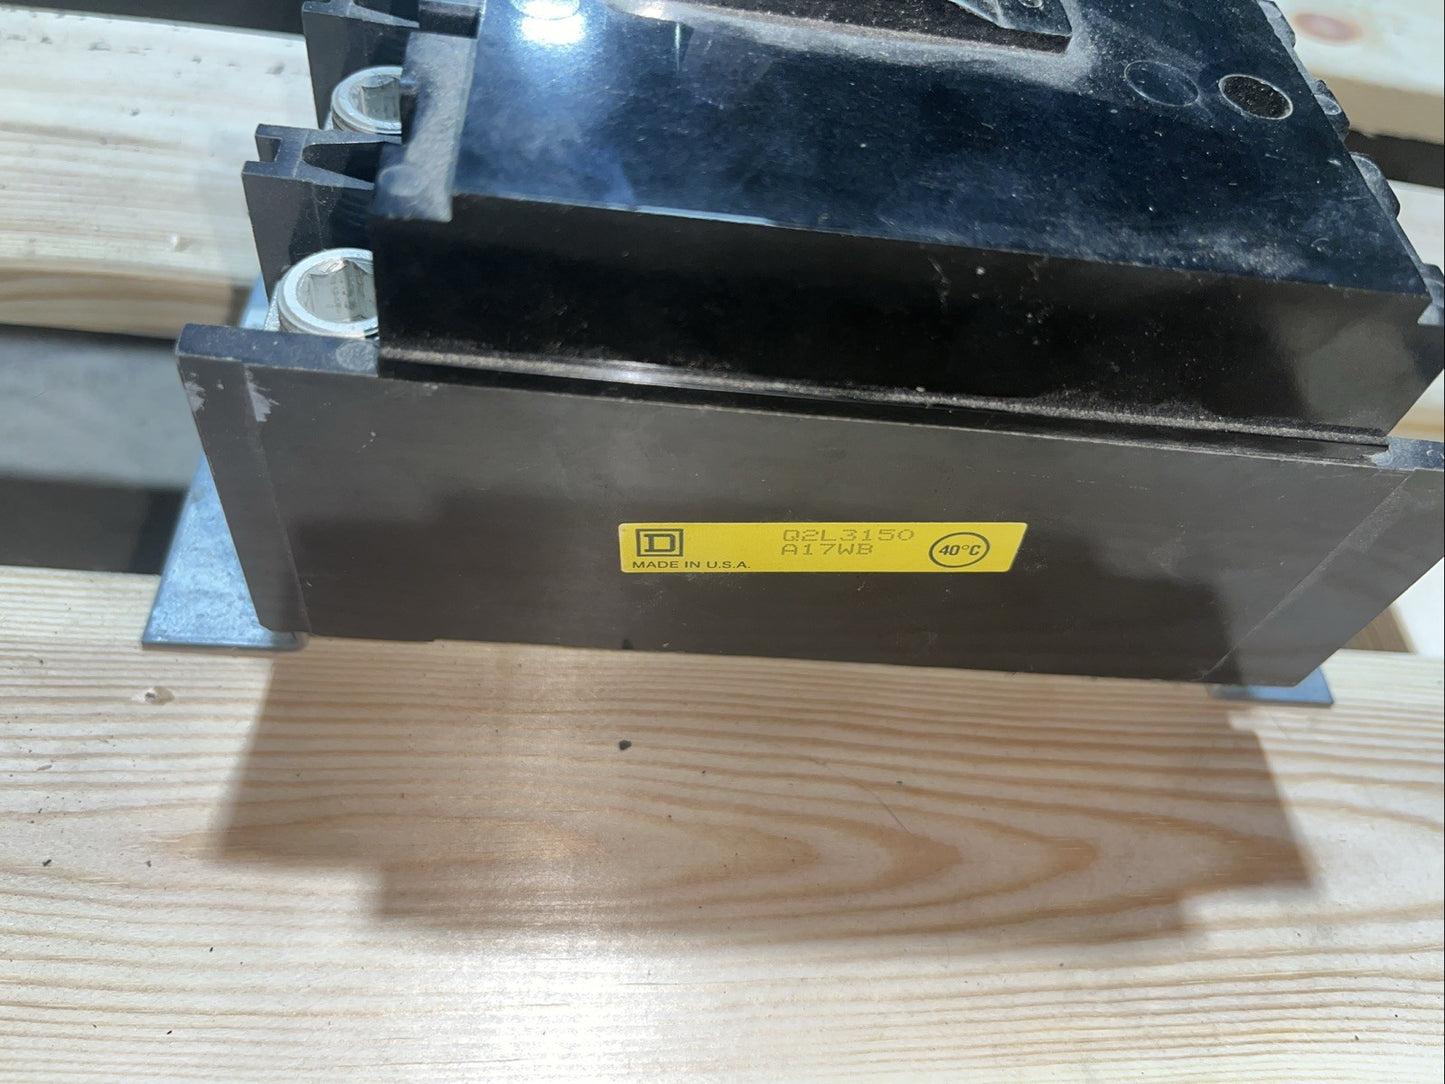 D
Q2L3150
A17WB
40°C
MADE IN U.S.A.